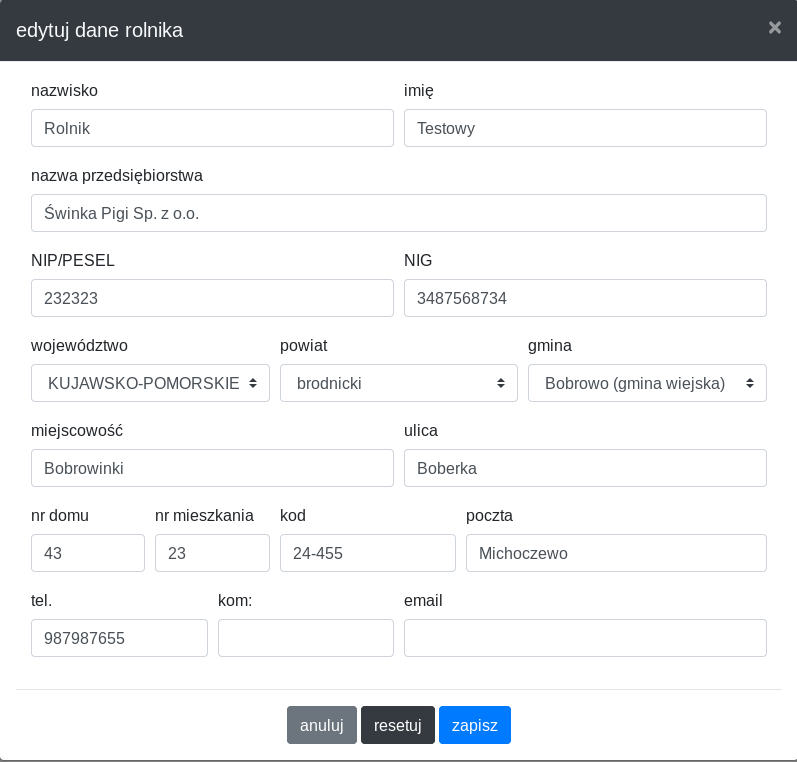 edytuj dane rolnika ×
nazwisko imię
Rolnik Testowy
nazwa przedsiębiorstwa
Świnka Pigi Sp. z o.o.
NIP/PESEL NIG
232323 3487568734
województwo powiat gmina
KUJAWSKO-POMORSKIE brodnicki Bobrowo (gmina wiejska)
miejscowość ulica
Bobrowinki Boberka
nr domu nr mieszkania kod poczta
43 23 24-455 Michoczewo
tel. kom: email
987987655
anuluj resetuj zapisz